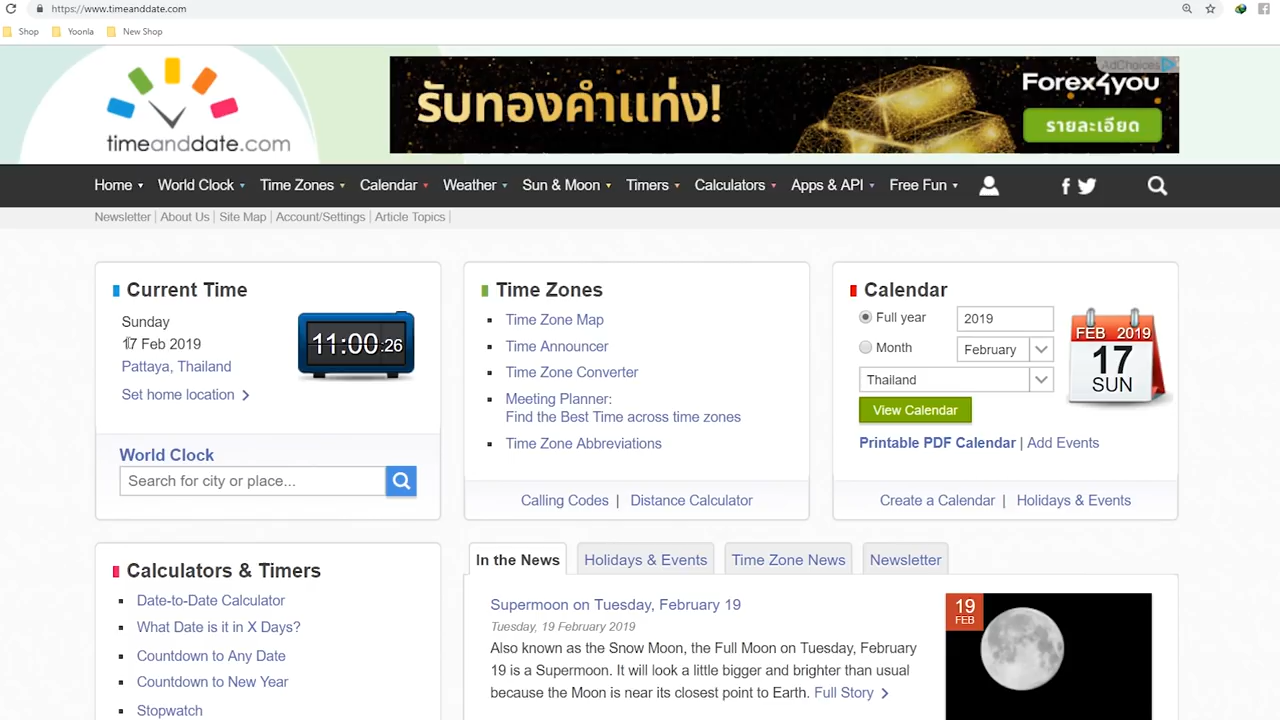 https://www.timeanddate.com
Shop
Yoonla
New Shop
timeanddate.com
รับทองคำแท่ง!
AdChoices
Forex4you
รายละเอียด
Home
World Clock
Time Zones
Calendar
Weather
Sun & Moon
Timers
Calculators
Apps & API
Free Fun
Newsletter | About Us | Site Map | Account/Settings | Article Topics |
Current Time
Sunday
17 Feb 2019
Pattaya, Thailand
Set home location
11:00:26
World Clock
Search for city or place...
Time Zones
Time Zone Map
Time Announcer
Time Zone Converter
Meeting Planner:
Find the Best Time across time zones
Time Zone Abbreviations
Calling Codes | Distance Calculator
Calendar
Full year
2019
Month
February
Thailand
View Calendar
FEB 2019
17
SUN
Printable PDF Calendar | Add Events
Create a Calendar | Holidays & Events
Calculators & Timers
Date-to-Date Calculator
What Date is it in X Days?
Countdown to Any Date
Countdown to New Year
Stopwatch
In the News
Holidays & Events
Time Zone News
Newsletter
Supermoon on Tuesday, February 19
Tuesday, 19 February 2019
Also known as the Snow Moon, the Full Moon on Tuesday, February
19 is a Supermoon. It will look a little bigger and brighter than usual
because the Moon is near its closest point to Earth. Full Story
19
FEB